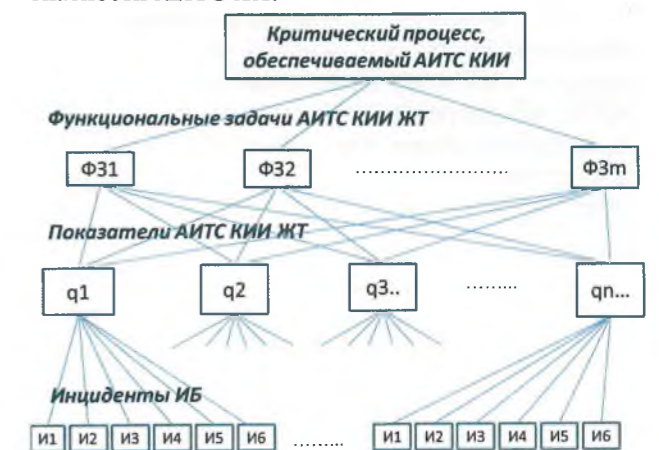 Критический процесс,
обеспечиваемый АИТС КИИ
Функциональные задачи АИТС КИИ ЖТ
ФЗ1 ФЗ2 ........................ ФЗm
Показатели АИТС КИИ ЖТ
q1 q2 q3.. ......... qn...
Инциденты ИБ
И1 И2 И3 И4 И5 И6 ......... И1 И2 И3 И4 И5 И6